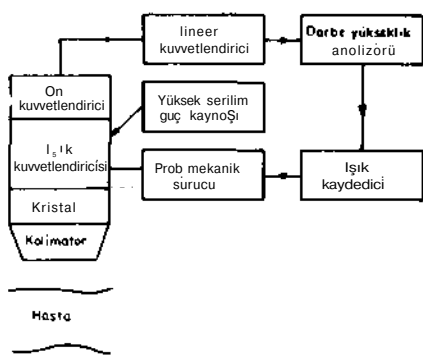 lineer
kuvvetlendirici
Darbe yükseklik
anolizörü
On
kuvvetlendirici
Yüksek serilim
guç kaynoŞı
Işık
kuvvetlendiricisi
Prob mekanik
surucu
Işık
kaydedici
Kristal
Kolimator
Hasta